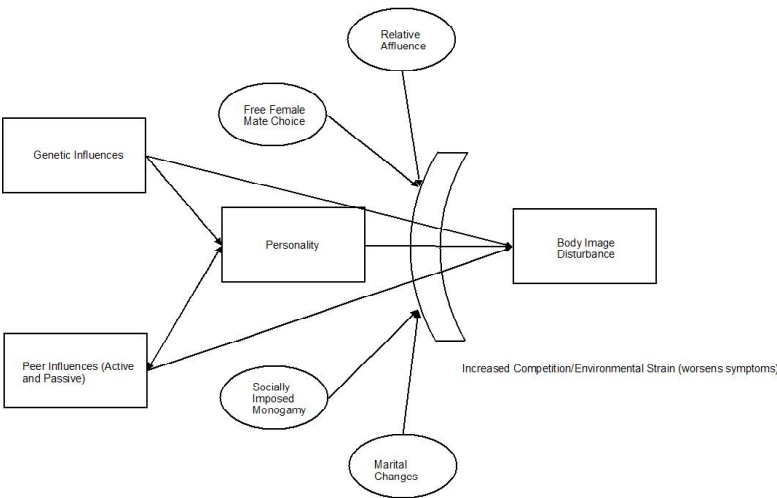 Relative
Affluence
Free Female
Mate Choice
Genetic Influences
Personality
Body Image
Disturbance
Peer Influences (Active
and Passive)
Increased Competition/Environmental Strain (worsens symptoms)
Socially
Imposed
Monogamy
Marital
Changes